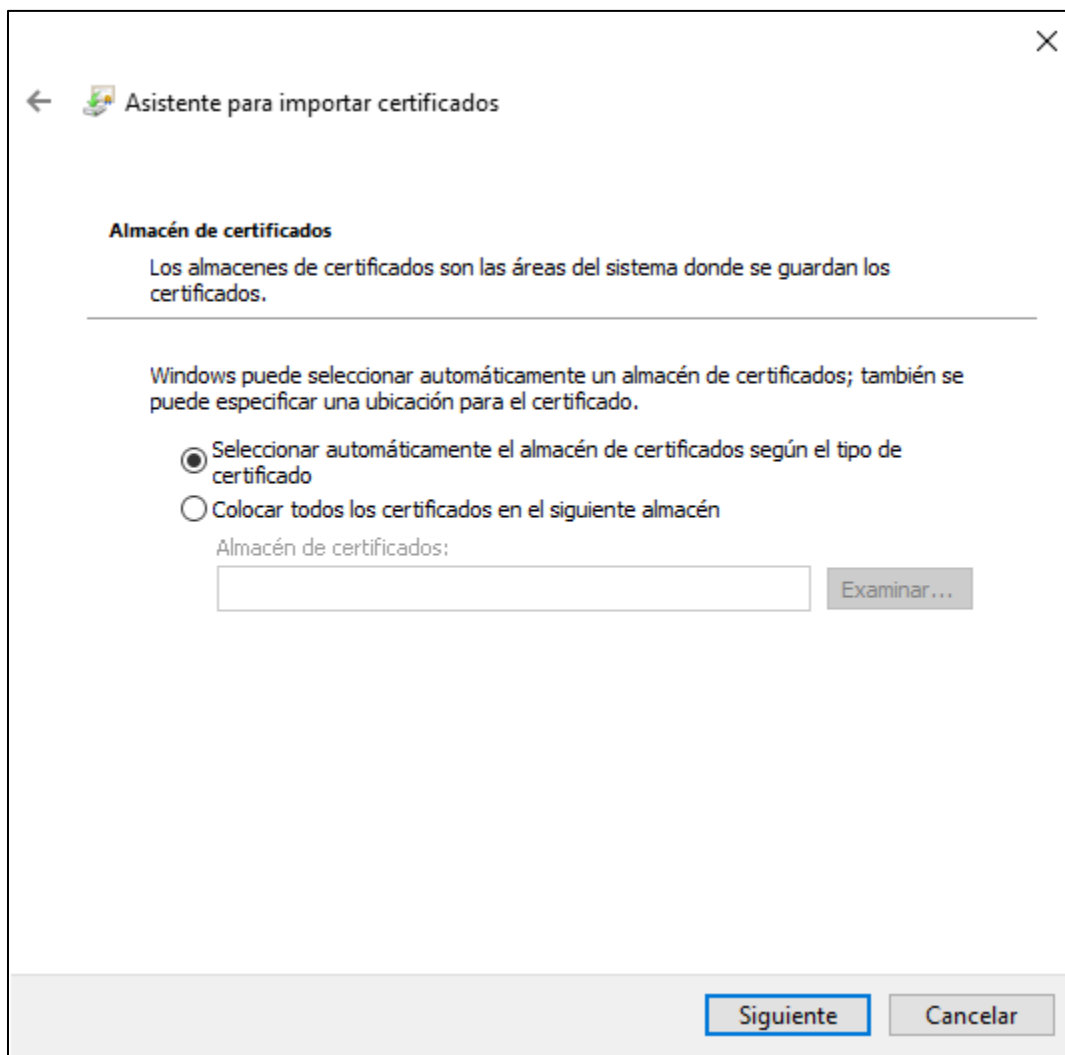 Asistente para importar certificados
Almacén de certificados
Los almacenes de certificados son las áreas del sistema donde se guardan los
certificados.
Windows puede seleccionar automáticamente un almacén de certificados; también se
puede especificar una ubicación para el certificado.
Seleccionar automáticamente el almacén de certificados según el tipo de
certificado
Colocar todos los certificados en el siguiente almacén
Almacén de certificados:
Examinar...
Siguiente
Cancelar